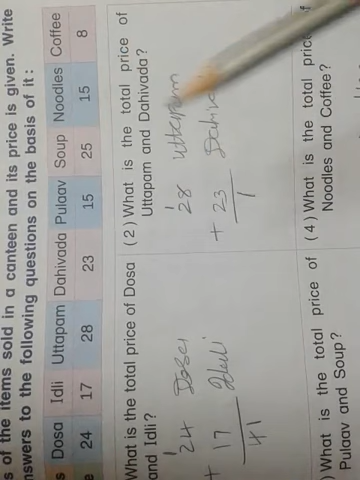 s of the items sold in a canteen and its price is given. Write
nswers to the following questions on the basis of it :
s Dosa Idli Uttapam Dahivada Pulaav Soup Noodles Coffee
e 24 17 28 23 15 25 15 8
What is the total price of Dosa
and Idli?
1
24 Dosa
+ 17 Idli
41
(2) What is the total price of
Uttapam and Dahivada?
1
28 Uttapam
+ 23
1
) What is the total price of
Pulaav and Soup?
(4) What is the total price of
Noodles and Coffee?